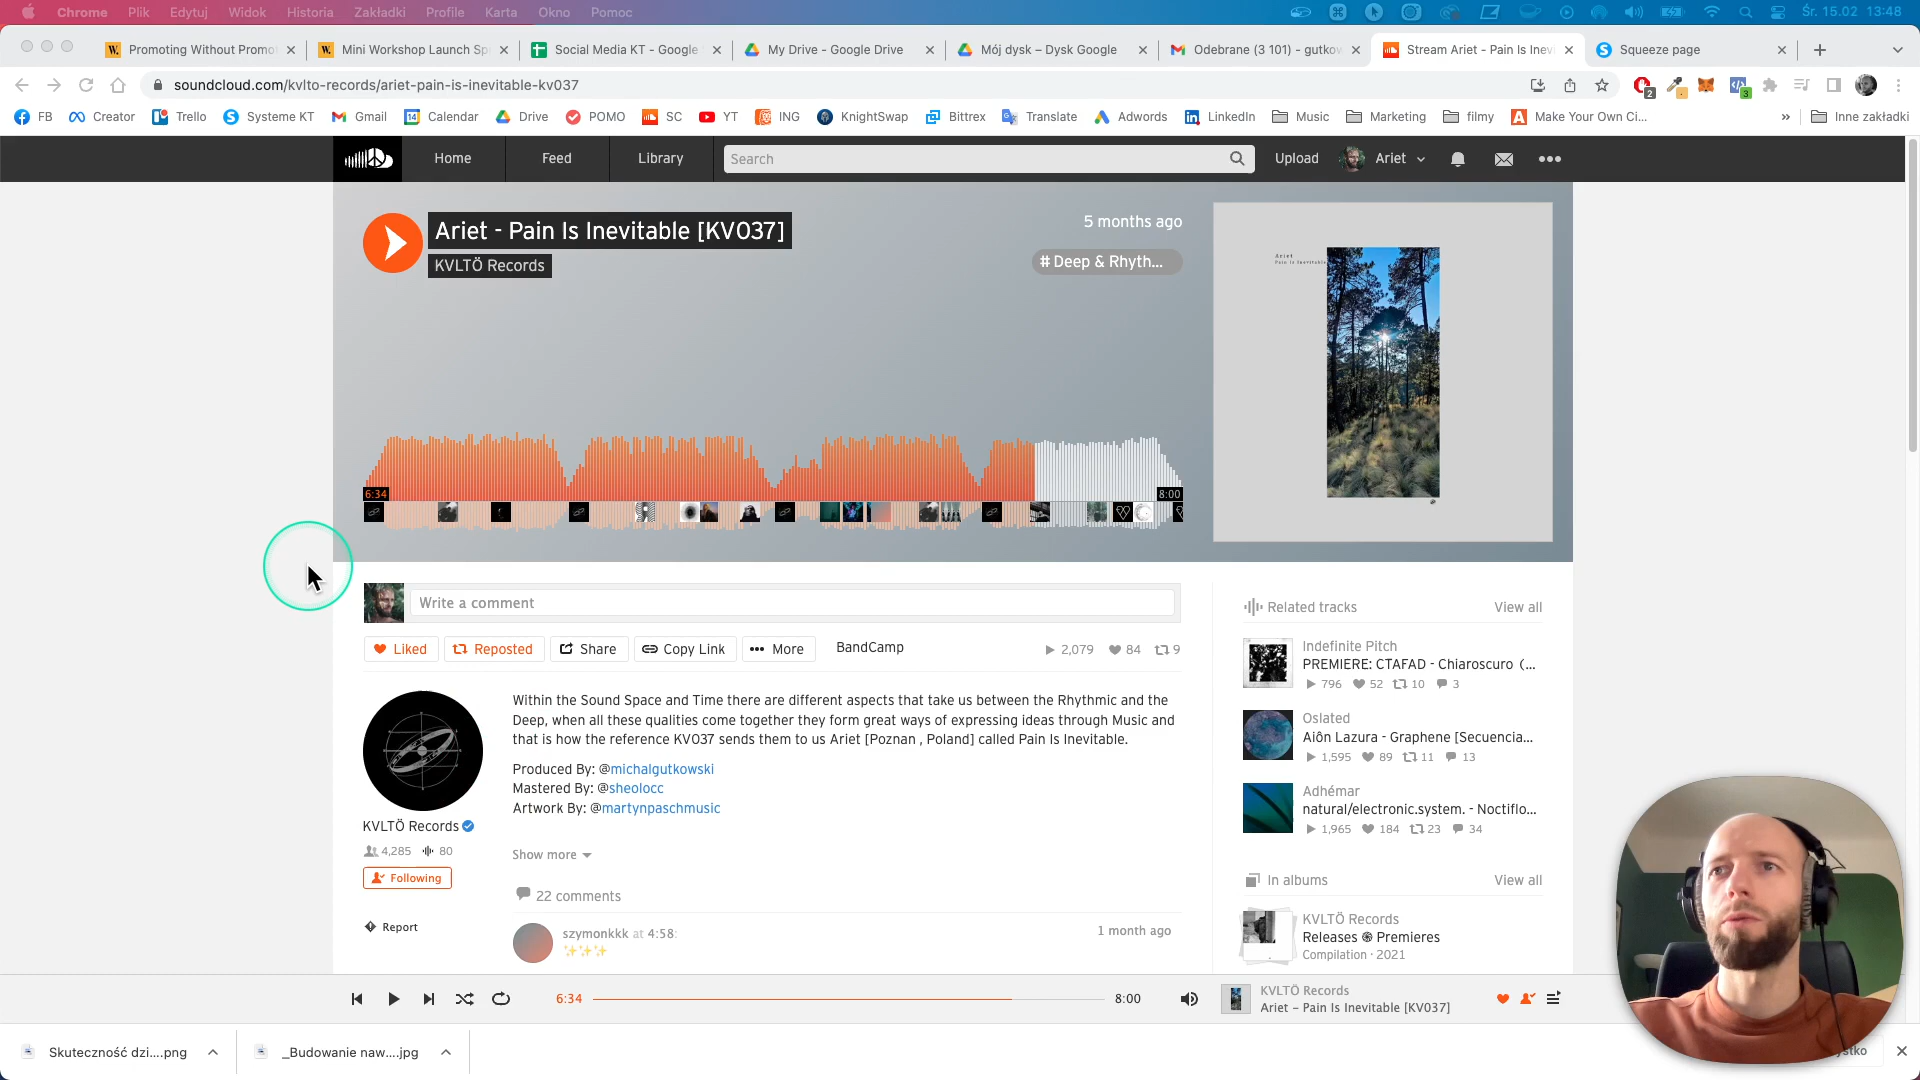 Chrome Plik Edytuj Widok Historia Zakładki Profile Karta Okno Pomoc
Śr. 15.02 13:48
Promoting Without Promo
Mini Workshop Launch Sp
Social Media KT - Google
My Drive - Google Drive
Mój dysk – Dysk Google
Odebrane (3 101) - gutkow
Stream Ariet - Pain Is Inevi
Squeeze page
soundcloud.com/kvlto-records/ariet-pain-is-inevitable-kv037
2
3
FB Creator Trello Systeme KT Gmail Calendar Drive POMO SC YT ING KnightSwap Bittrex Translate Adwords LinkedIn Music Marketing filmy Make Your Own Ci... » Inne zakładki
Home Feed Library Search Upload Ariet
Ariet - Pain Is Inevitable [KV037]
KVLTÖ Records
5 months ago
# Deep & Rhyth...
Ariet
Pain Is Inevitable
6:34
8:00
Write a comment
Liked Reposted Share Copy Link More BandCamp
2,079 84 9
Within the Sound Space and Time there are different aspects that take us between the Rhythmic and the
Deep, when all these qualities come together they form great ways of expressing ideas through Music and
that is how the reference KV037 sends them to us Ariet [Poznan , Poland] called Pain Is Inevitable.
Produced By: @michalgutkowski
Mastered By: @sheolocc
Artwork By: @martynpaschmusic
Show more
KVLTÖ Records
4,285 80
Following
Report
22 comments
szymonkkk at 4:58:
✨✨✨
1 month ago
Related tracks View all
Indefinite Pitch
PREMIERE: CTAFAD - Chiaroscuro (...
796 52 10 3
Oslated
Aiôn Lazura - Graphene [Secuencia...
1,595 89 11 13
Adhémar
natural/electronic.system. - Noctiflo...
1,965 184 23 34
In albums View all
KVLTÖ Records
Releases ֍ Premieres
Compilation · 2021
6:34
8:00
KVLTÖ Records
Ariet – Pain Is Inevitable [KV037]
Skuteczność dzi....png
_Budowanie naw....jpg